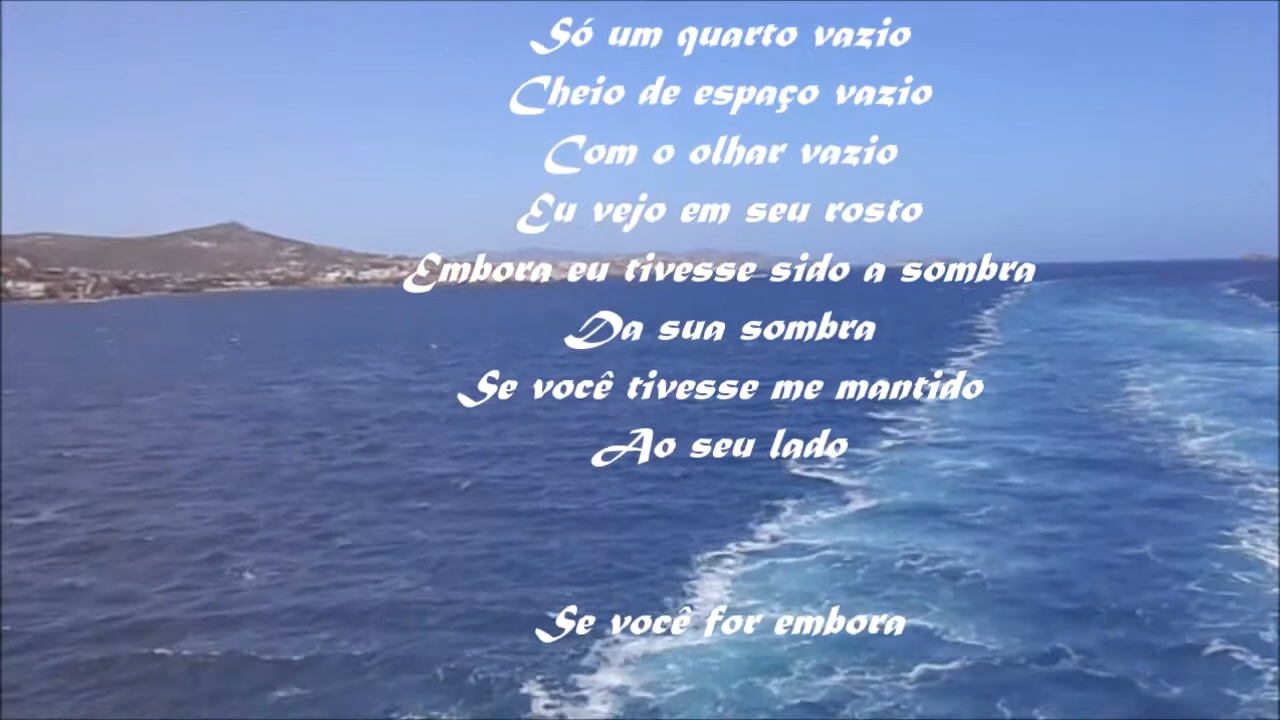 Só um quarto vazio
Cheio de espaço vazio
Com o olhar vazio
Eu vejo em seu rosto
Embora eu tivesse sido a sombra
Da sua sombra
Se você tivesse me mantido
Ao seu lado
Se você for embora